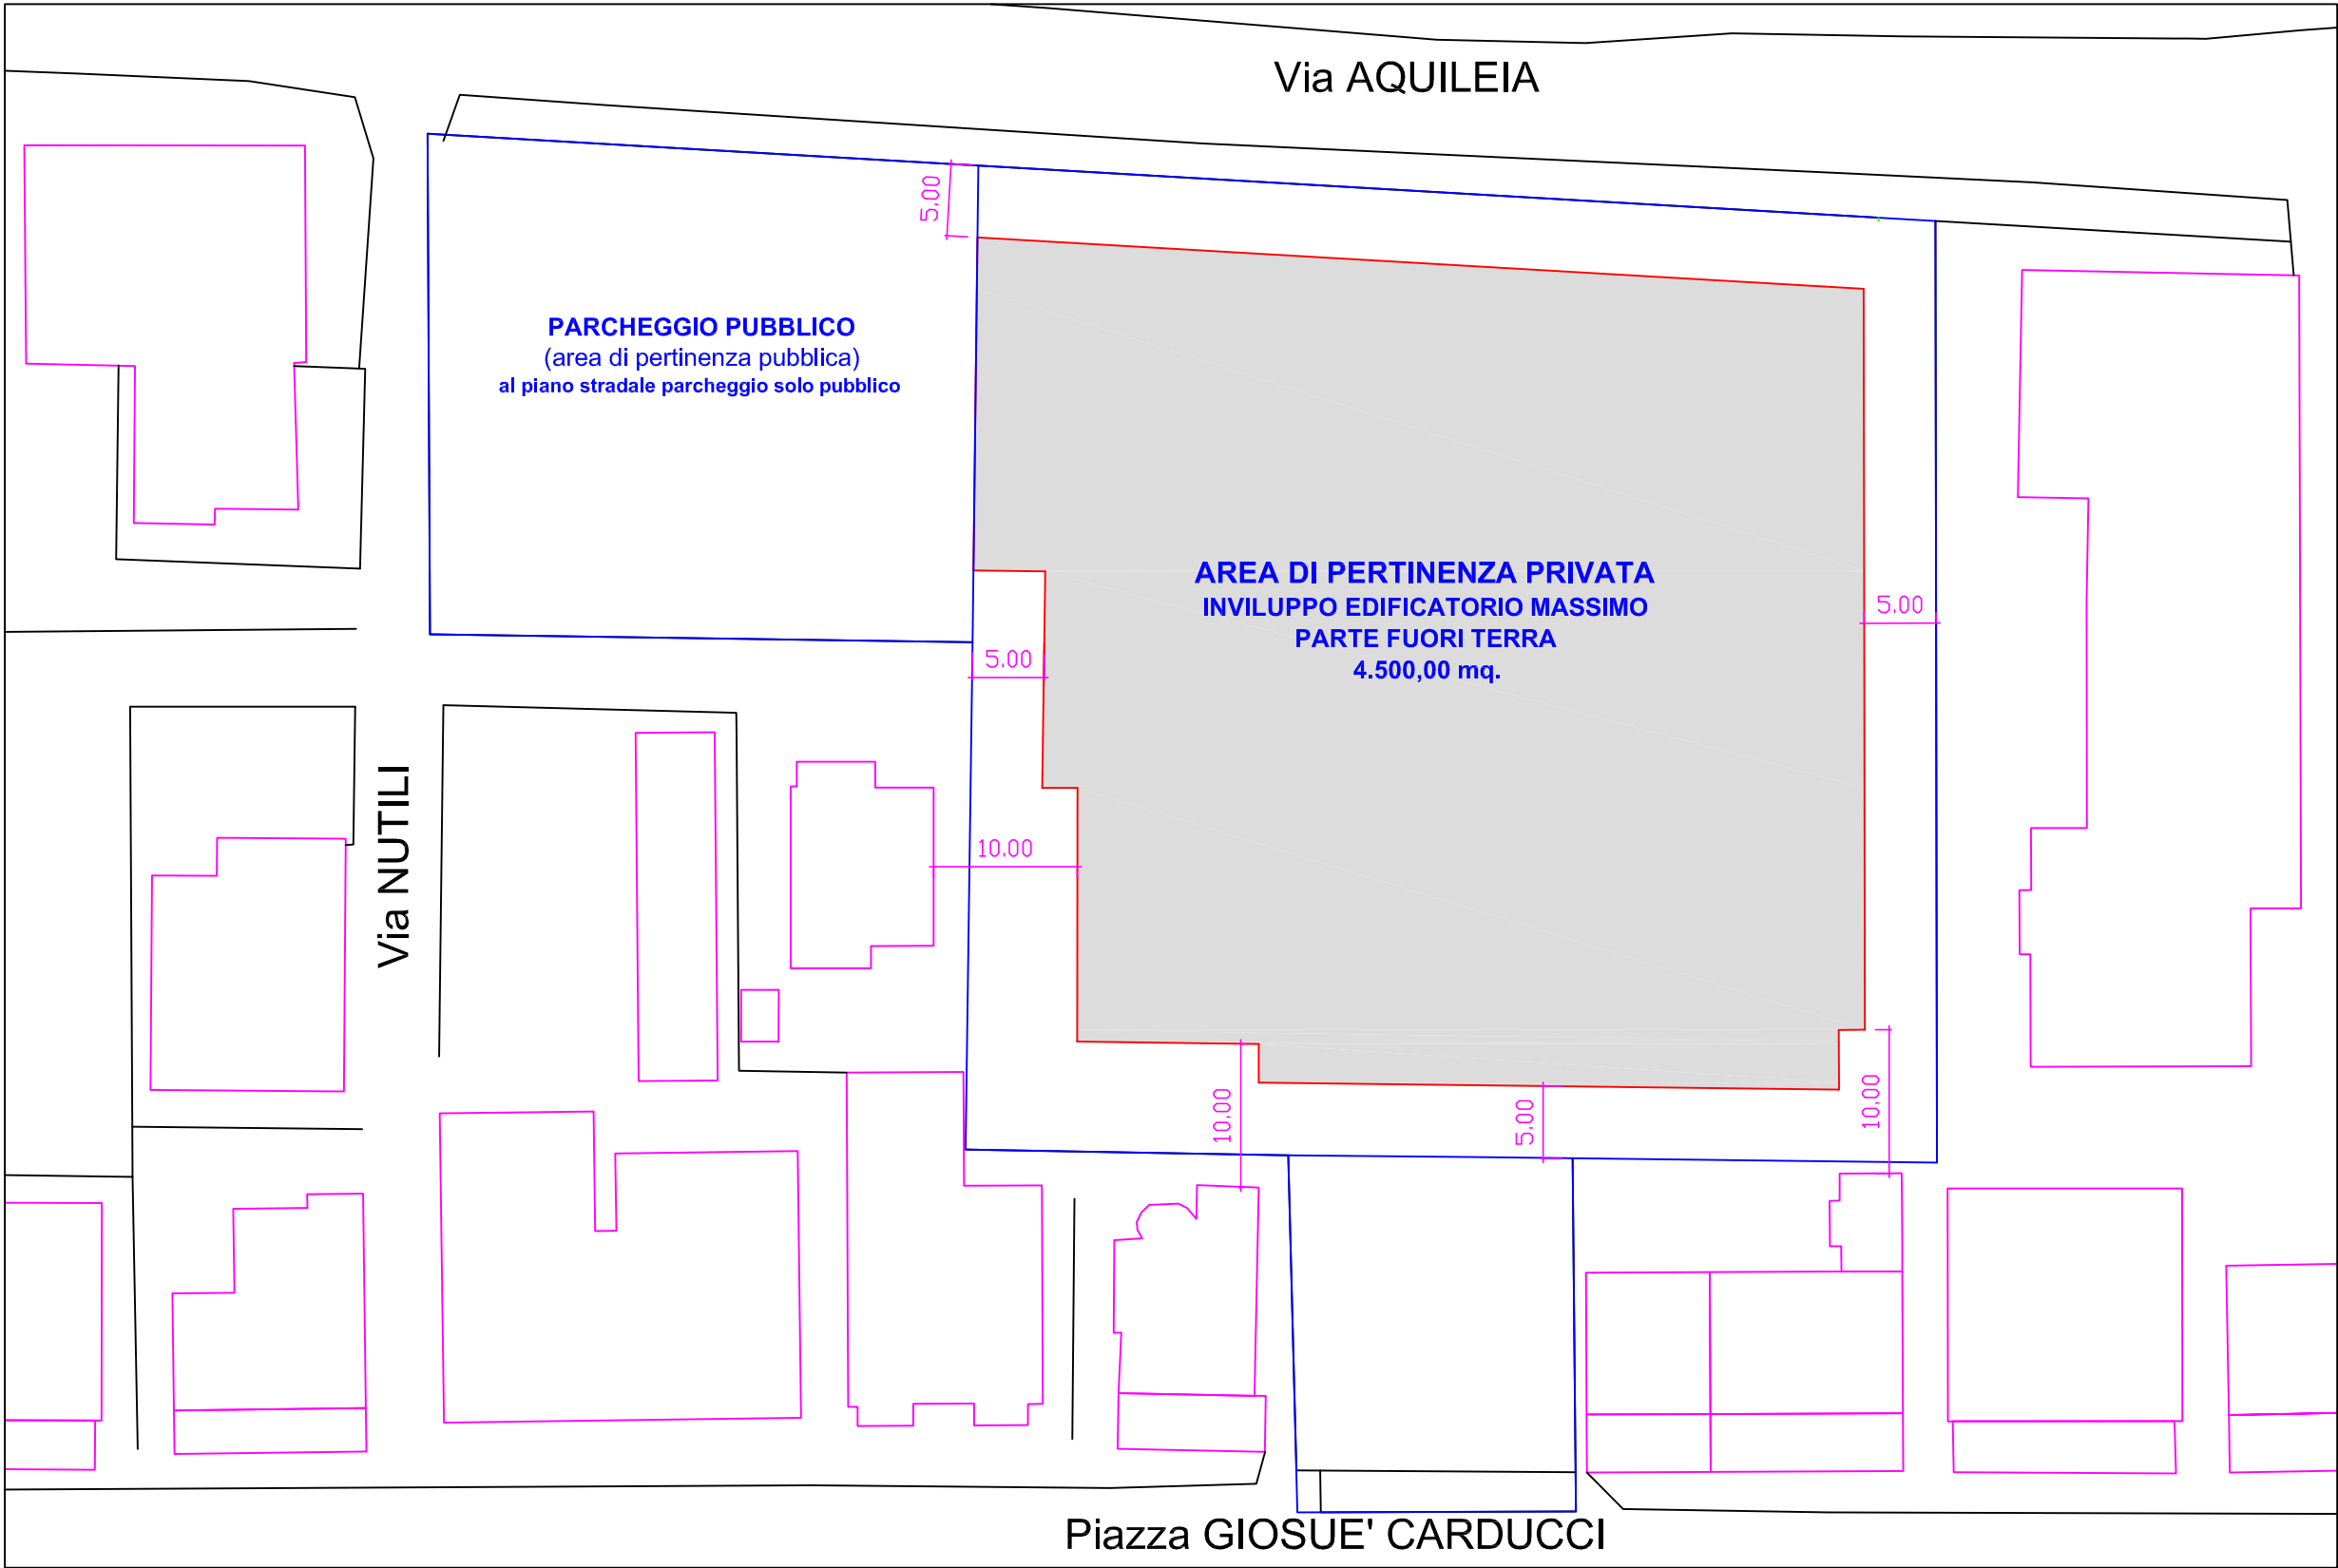 Via AQUILEIA
5.00
PARCHEGGIO PUBBLICO
(area di pertinenza pubblica)
al piano stradale parcheggio solo pubblico
AREA DI PERTINENZA PRIVATA
INVILUPPO EDIFICATORIO MASSIMO
PARTE FUORI TERRA
4.500,00 mq.
5.00
5.00
Via NUTILI
10.00
10.00
5.00
10.00
Piazza GIOSUE' CARDUCCI